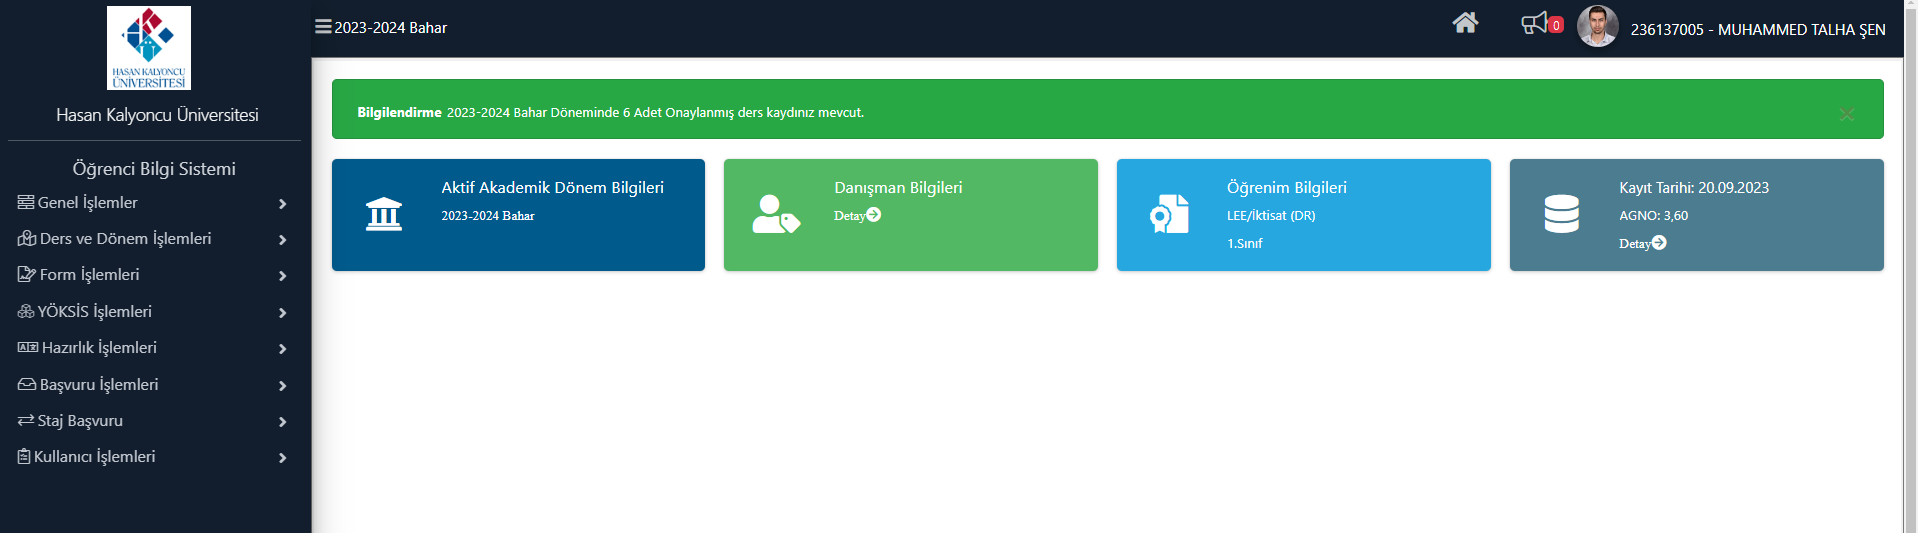 HASAN KALYONCU
ÜNİVERSİTESİ
Hasan Kalyoncu Üniversitesi
Öğrenci Bilgi Sistemi
Genel İşlemler
Ders ve Dönem İşlemleri
Form İşlemleri
YÖKSİS İşlemleri
Hazırlık İşlemleri
Başvuru İşlemleri
Staj Başvuru
Kullanıcı İşlemleri
2023-2024 Bahar
0
236137005 - MUHAMMED TALHA ŞEN
Bilgilendirme 2023-2024 Bahar Döneminde 6 Adet Onaylanmış ders kaydınız mevcut.
Aktif Akademik Dönem Bilgileri
2023-2024 Bahar
Danışman Bilgileri
Detay
Öğrenim Bilgileri
LEE/İktisat (DR)
1.Sınıf
Kayıt Tarihi: 20.09.2023
AGNO: 3,60
Detay